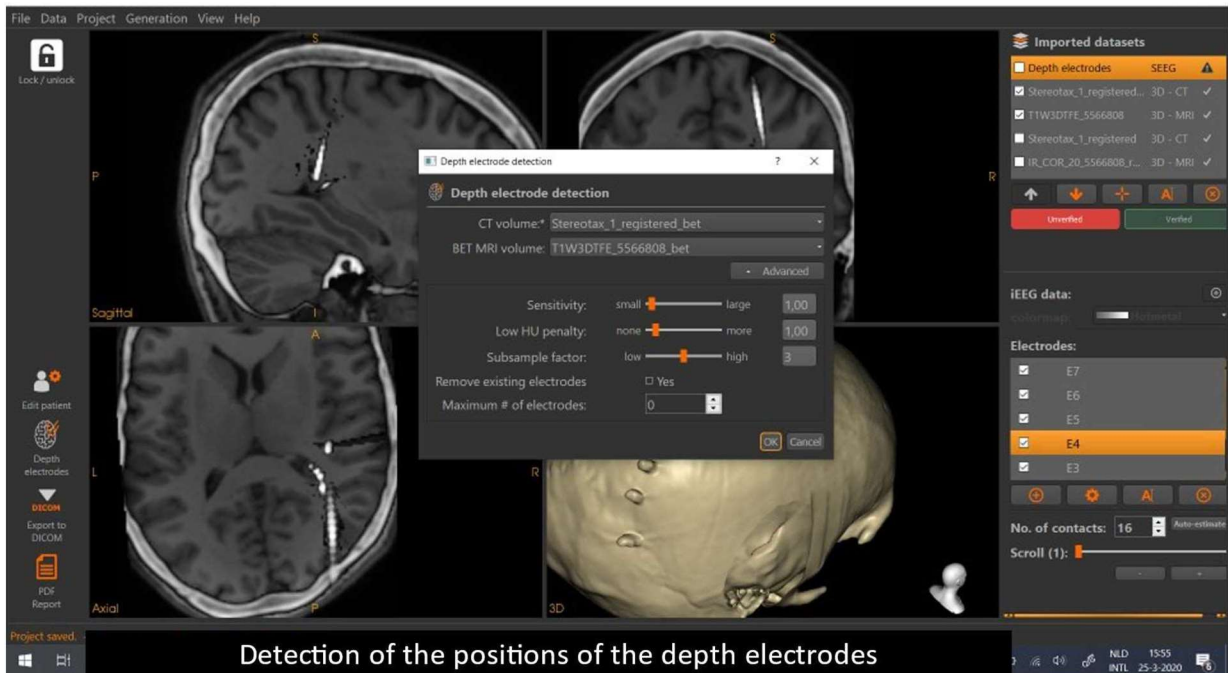 File Data Project Generation View Help
Lock / unlock
Edit patient
Depth
electrodes
DICOM
Export to
DICOM
PDF
Report
Project saved.
S
P
Sagittal
I
S
R
A
L
R
Axial
P
3D
Depth electrode detection ? ×
Depth electrode detection
CT volume:* Stereotax_1_registered_bet
BET MRI volume: T1W3DTFE_5566808_bet
- Advanced
Sensitivity: small large 1,00
Low HU penalty: none more 1,00
Subsample factor: low high 3
Remove existing electrodes Yes
Maximum # of electrodes: 0
OK Cancel
Imported datasets
Depth electrodes SEEG
Stereotax_1_registered... 3D - CT
T1W3DTFE_5566808 3D - MRI
Stereotax_1_registered 3D - CT
IR_COR_20_5566808_r... 3D - MRI
A
Unverified Verified
iEEG data:
colormap:
Electrodes:
E7
E6
E5
E4
E3
A
No. of contacts: 16 Auto-estimate
Scroll (1):
- +
Detection of the positions of the depth electrodes
NLD 15:55
INTL 25-3-2020
6